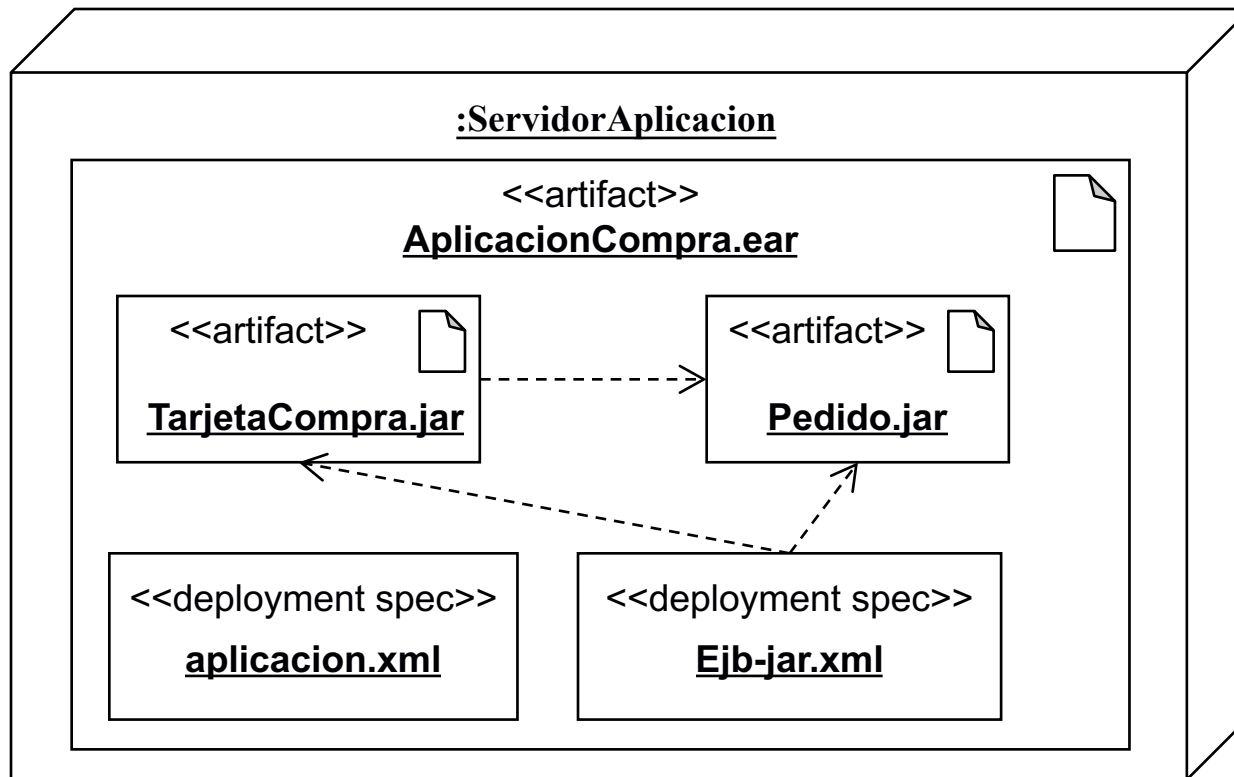 :ServidorAplicacion
<<artifact>>
AplicacionCompra.ear
<<artifact>>
TarjetaCompra.jar
<<artifact>>
Pedido.jar
<<deployment spec>>
aplicacion.xml
<<deployment spec>>
Ejb-jar.xml